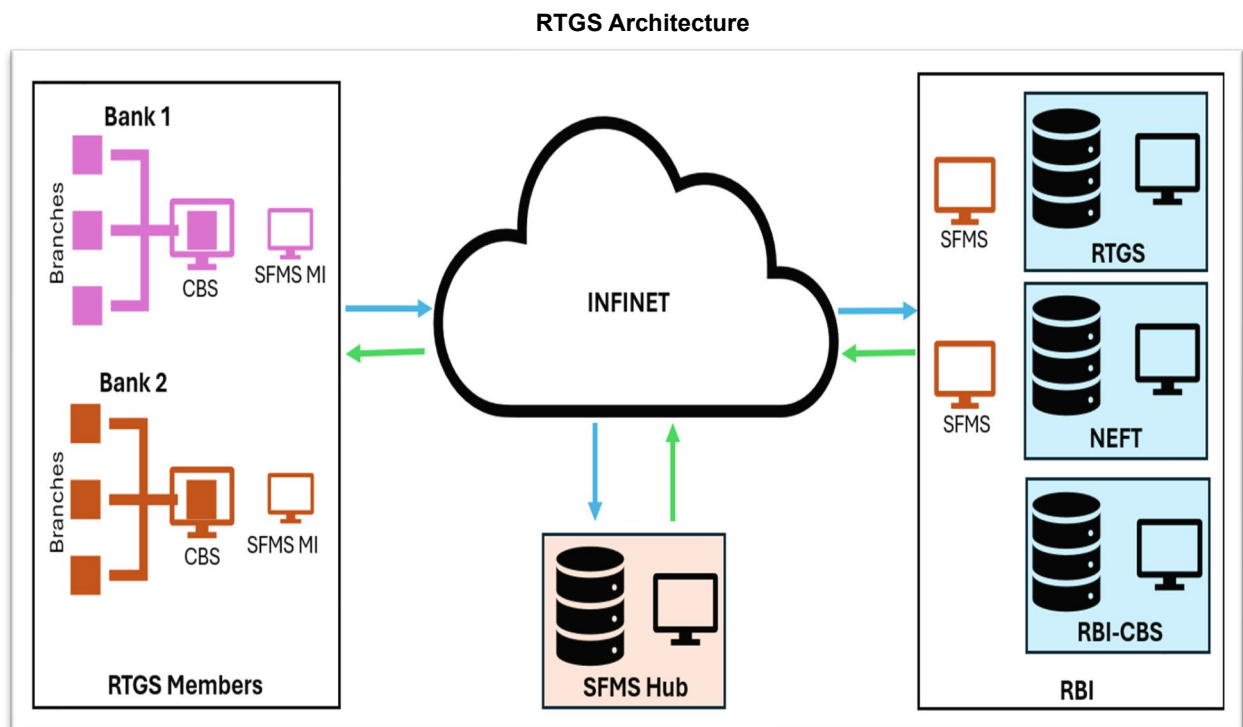 RTGS Architecture
Bank 1
Branches
CBS
SFMS MI
Bank 2
Branches
CBS
SFMS MI
RTGS Members
INFINET
SFMS Hub
SFMS
RTGS
SFMS
NEFT
RBI-CBS
RBI